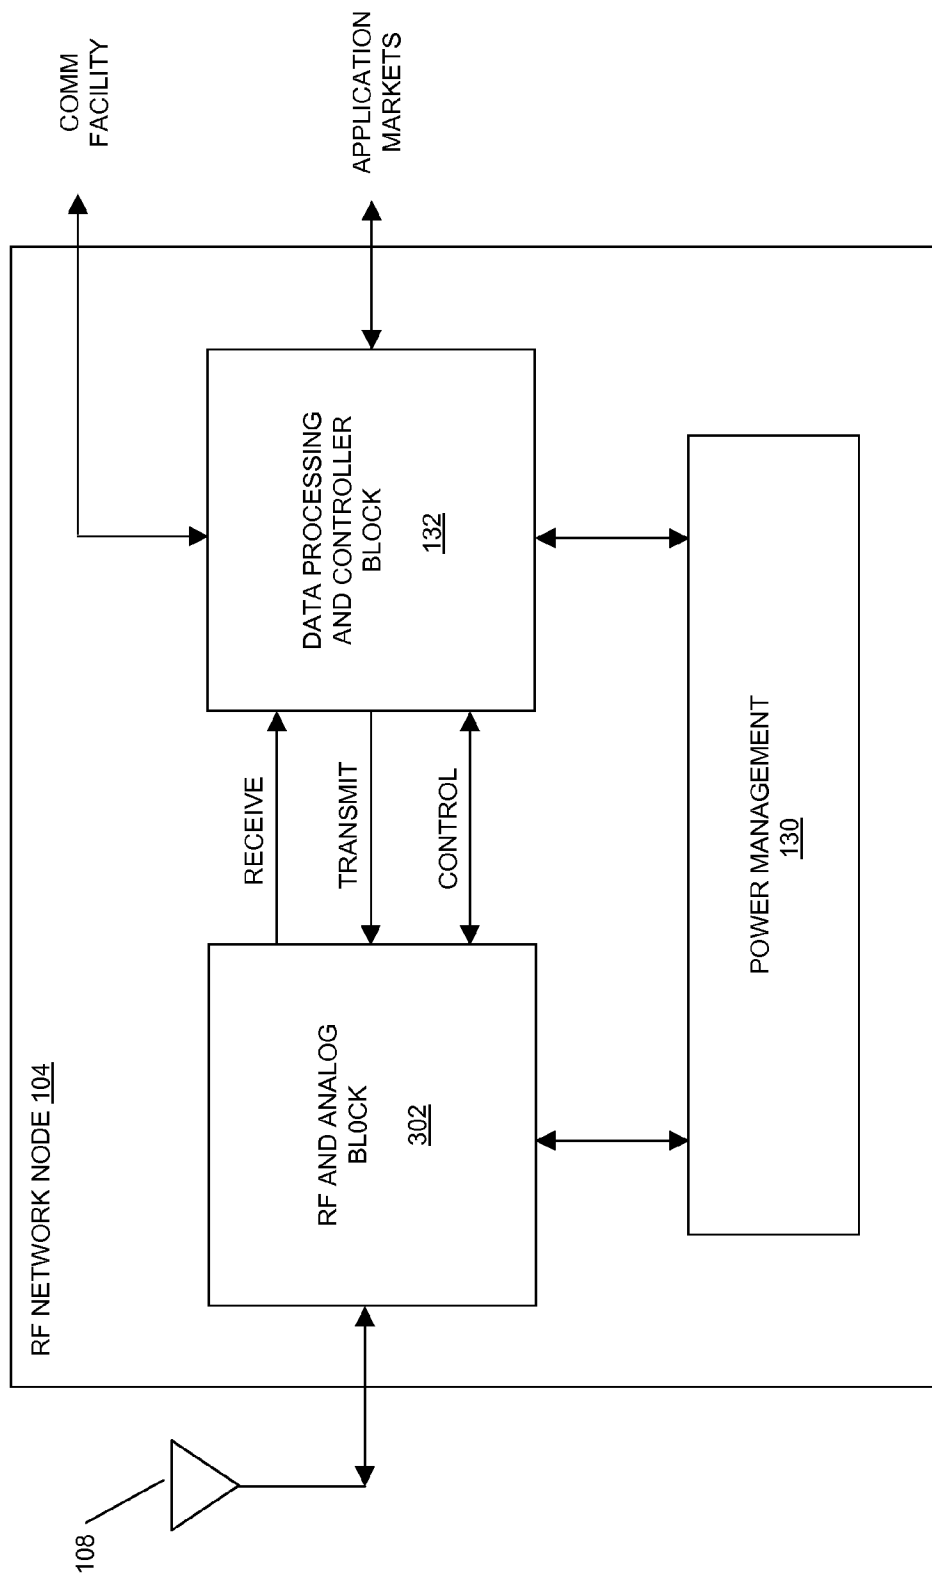 RF NETWORK NODE 104
108
RF AND ANALOG
BLOCK
302
RECEIVE
TRANSMIT
CONTROL
DATA PROCESSING
AND CONTROLLER
BLOCK
132
COMM
FACILITY
APPLICATION
MARKETS
POWER MANAGEMENT
130